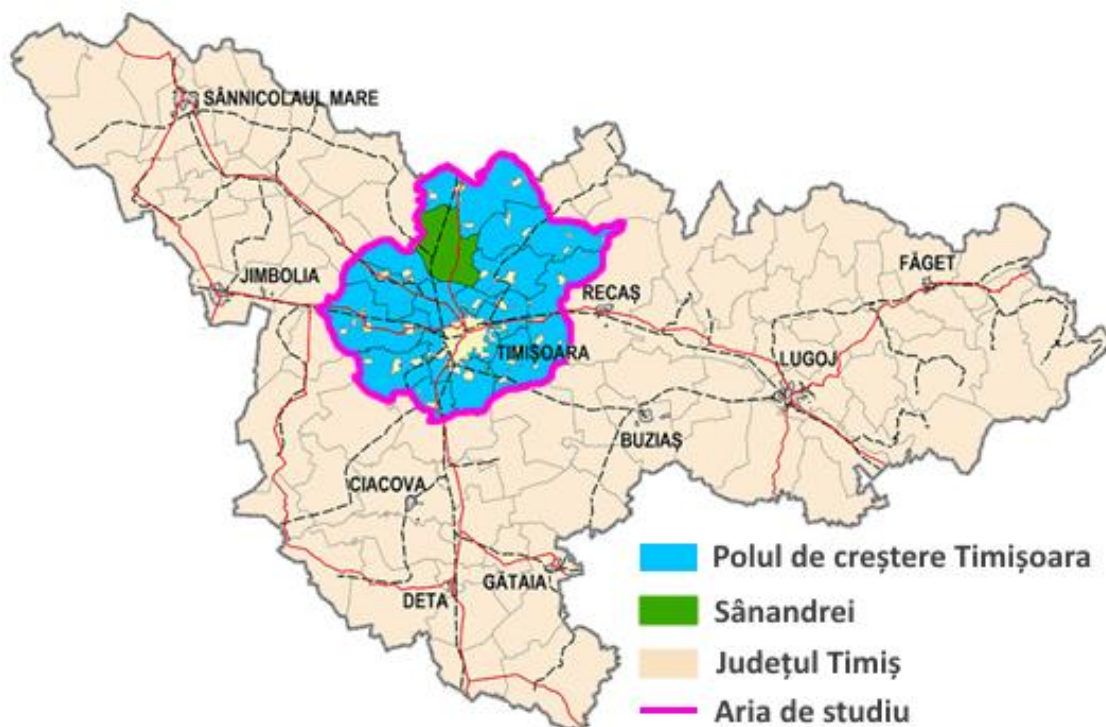 SÂNNICOLAUL MARE
JIMBOLIA
FĂGET
RECAȘ
TIMIȘOARA
LUGOJ
BUZIAȘ
CIACOVA
GĂTAIA
DETA
Polul de creștere Timișoara
Sânandrei
Județul Timiș
Aria de studiu